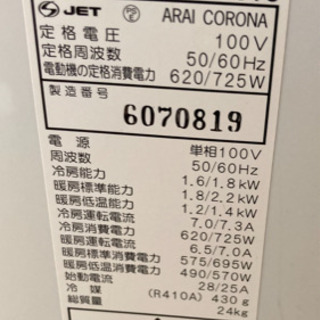 JET PS E ARAI CORONA
定格電圧 100V
定格周波数 50/60Hz
電動機の定格消費電力 620/725W
製造番号
6070819
電源 単相100V
周波数 50/60Hz
冷房能力 1.6/1.8kW
暖房標準能力 1.8/2.2kW
暖房低温能力 1.2/1.4kW
冷房運転電流 7.0/7.3A
冷房消費電力 620/725W
暖房運転電流 6.5/7.0A
暖房標準消費電力 575/695W
暖房低温消費電力 490/570W
始動電流 28/25A
冷媒 (R410A) 430g
総質量 24kg